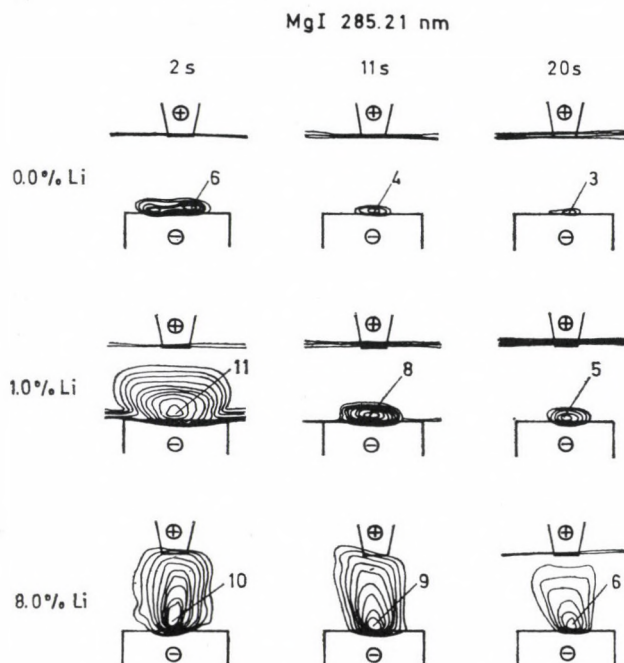 MgI 285.21 nm
2s 11s 20s
⊕ ⊕ ⊕
0.0% Li 6 4 3
⊖ ⊖ ⊖
⊕ ⊕ ⊕
1.0% Li 11 8 5
⊖ ⊖ ⊖
⊕ ⊕ ⊕
8.0% Li 10 9 6
⊖ ⊖ ⊖